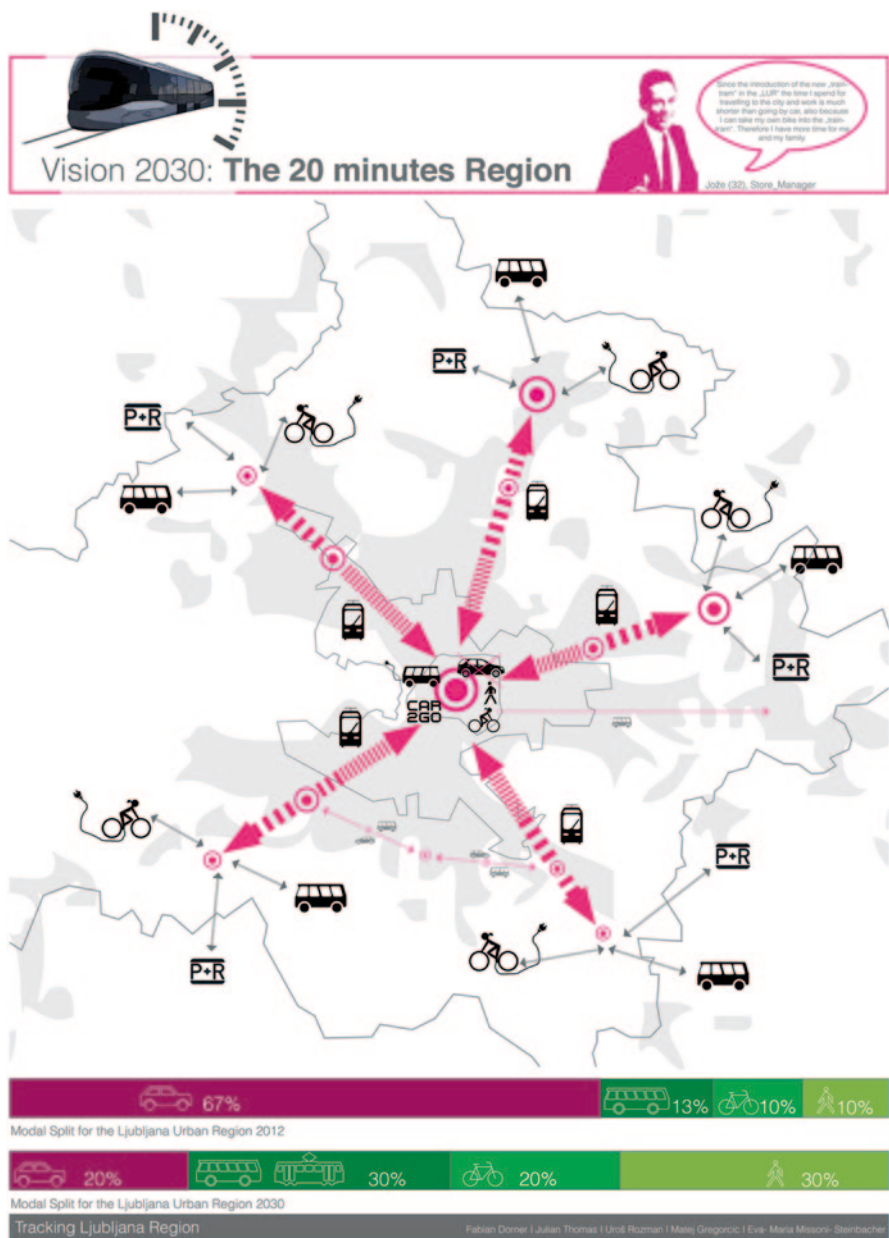 Since the introduction of the new „train-
tram" in the „LUR" the time I spend for
travelling to the city and work is much
shorter than going by car, also because
I can take my own bike into the „train-
tram". Therefore I have more time for me
and my family.
Vision 2030: The 20 minutes Region
Jože (32), Store_Manager
P+R
P+R
P+R
CAR
2GO
P+R
P+R
67%
13%
10%
10%
Modal Split for the Ljubljana Urban Region 2012
20%
30%
20%
30%
Modal Split for the Ljubljana Urban Region 2030
Tracking Ljubljana Region
Fabian Dorner I Julian Thomas I Uroš Rozman I Matej Gregorcic I Eva- Maria Missoni- Steinbacher